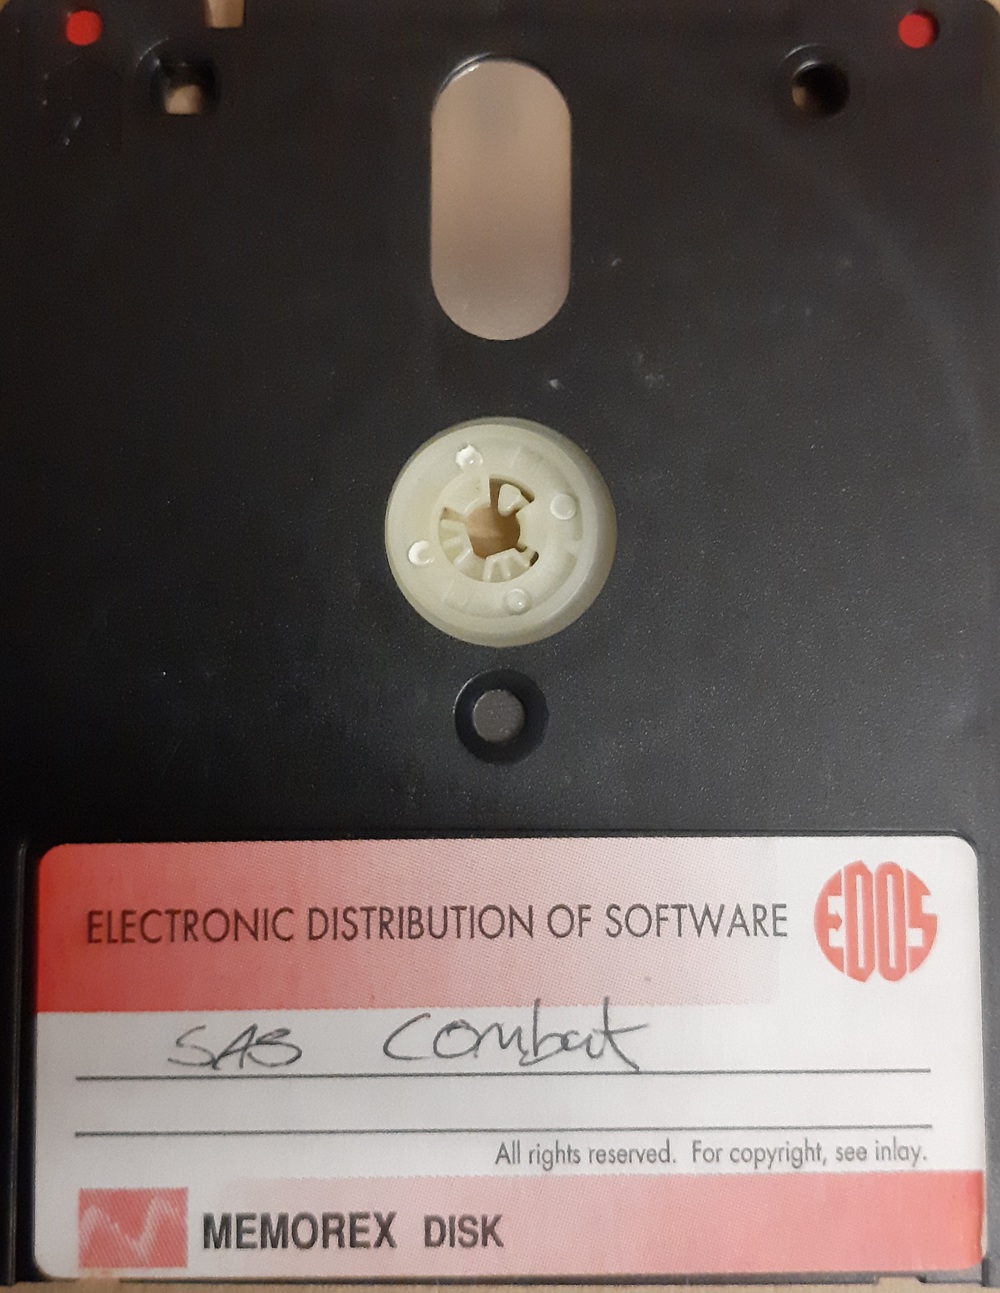 ELECTRONIC DISTRIBUTION OF SOFTWARE
EDOS
SAS Combat
All rights reserved. For copyright, see inlay.
MEMOREX DISK